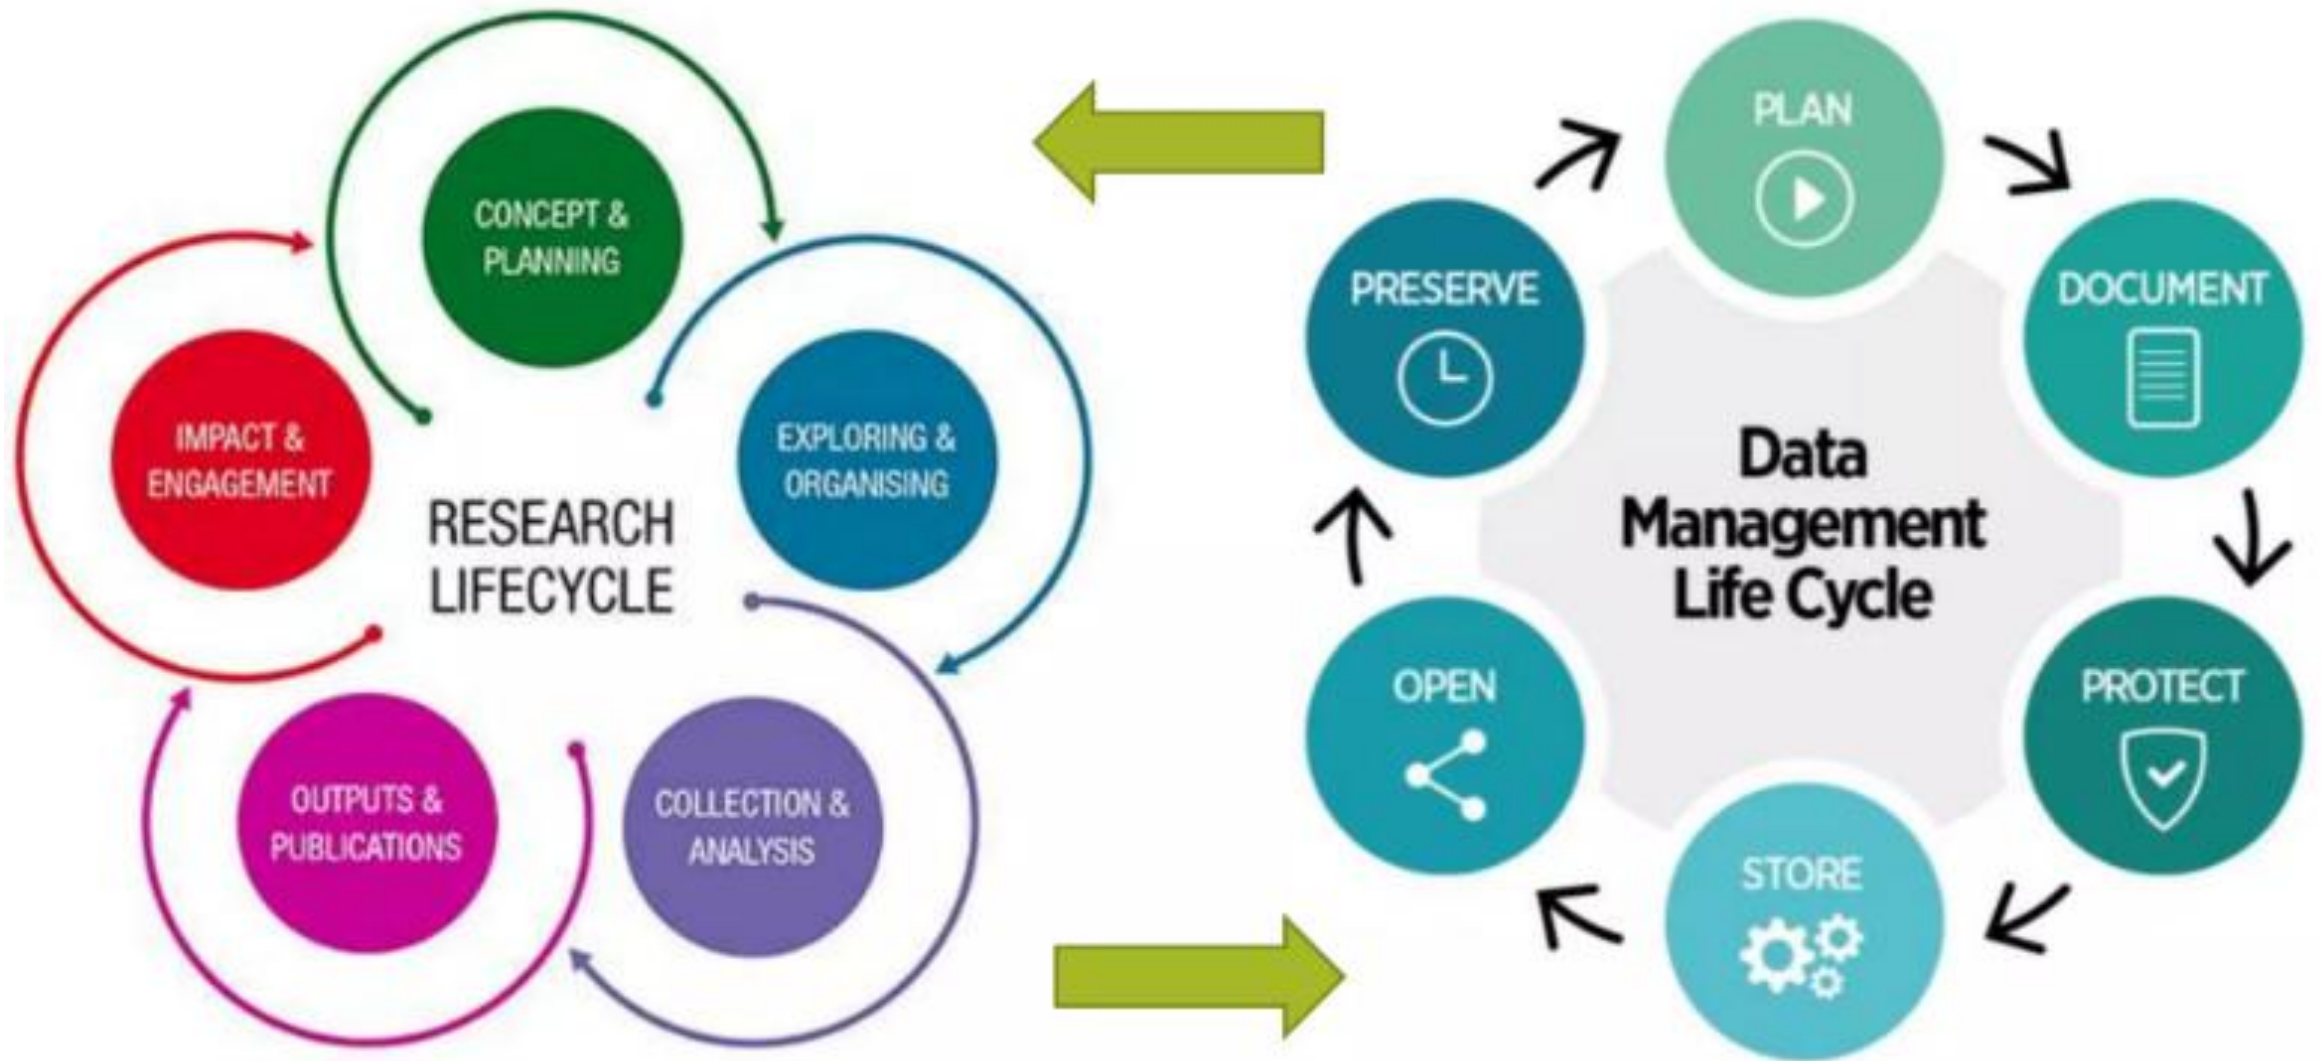 CONCEPT &
PLANNING
EXPLORING &
ORGANISING
COLLECTION &
ANALYSIS
OUTPUTS &
PUBLICATIONS
IMPACT &
ENGAGEMENT
RESEARCH
LIFECYCLE
PLAN
DOCUMENT
PROTECT
STORE
OPEN
PRESERVE
Data
Management
Life Cycle